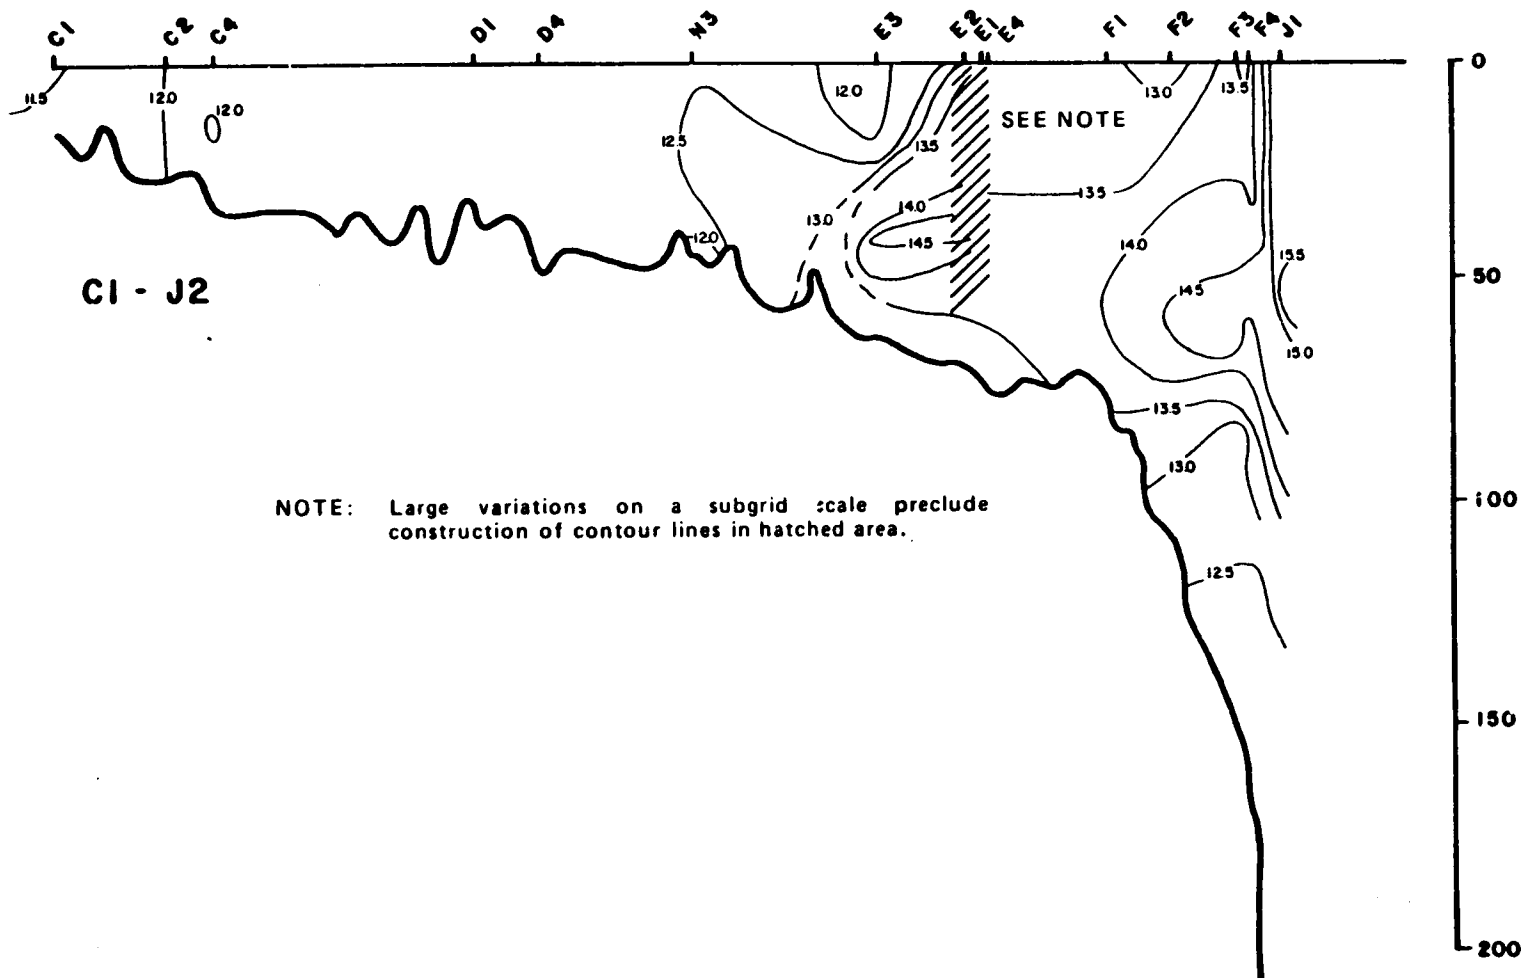 C1 C2 C4 D1 D4 N3 E3 E2 E1 E4 F1 F2 F3 F4 J1
0
11.5 12.0 12.0 12.0 13.0 13.5
SEE NOTE
12.5 13.5
13.5
14.0
13.0
12.0 14.5 14.0
15.5
50
C1 - J2
14.5
15.0
13.5
13.0
100
NOTE: Large variations on a subgrid scale preclude
construction of contour lines in hatched area.
12.5
150
200